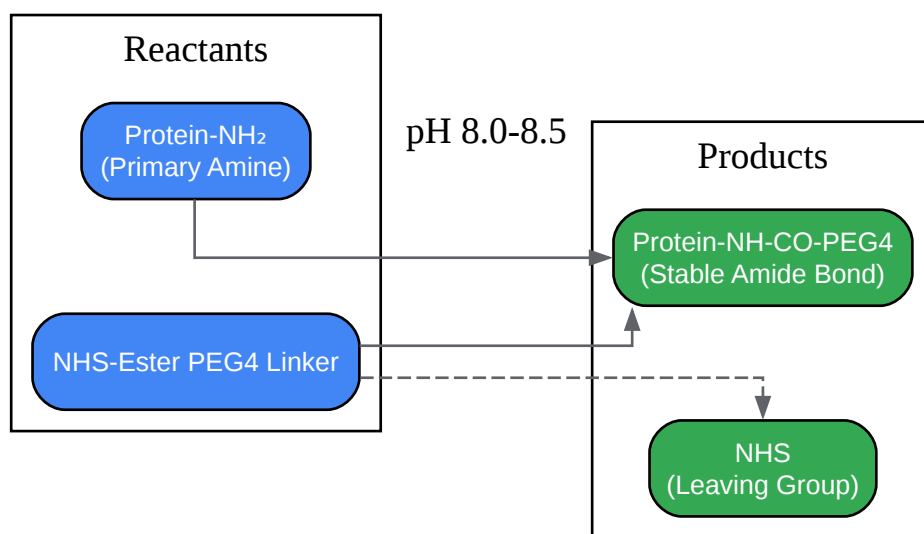 Reactants
Protein-NH₂
(Primary Amine)
NHS-Ester PEG4 Linker
pH 8.0-8.5
Products
Protein-NH-CO-PEG4
(Stable Amide Bond)
NHS
(Leaving Group)